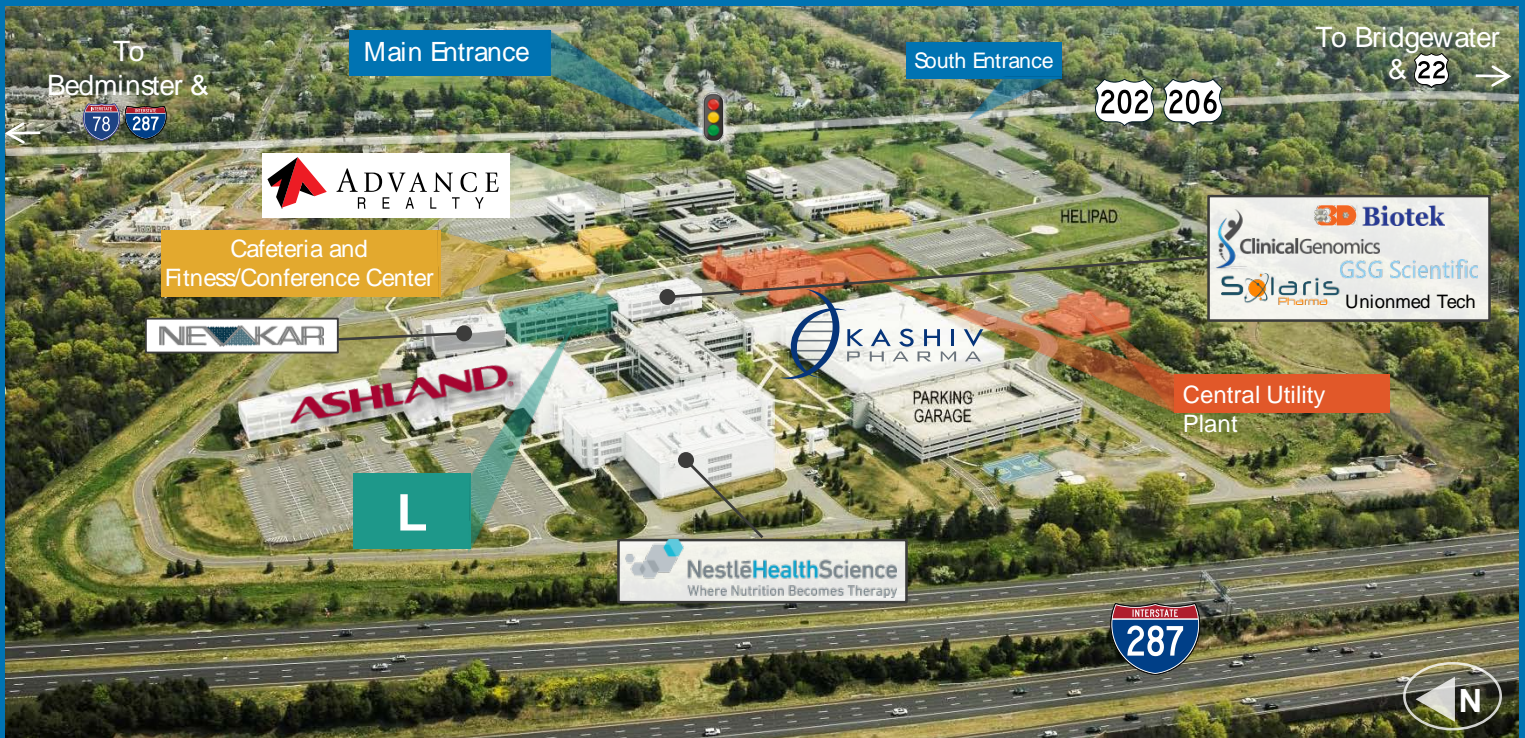 To
Bedminster &
INTERSTATE
78
INTERSTATE
287
Main Entrance
South Entrance
To Bridgewater
& 22
202 206
ADVANCE
REALTY
HELIPAD
Cafeteria and
Fitness/Conference Center
3D Biotek
ClinicalGenomics
GSG Scientific
Solaris
Pharma
Unionmed Tech
NEVAKAR
KASHIV
PHARMA
ASHLAND
PARKING
GARAGE
Central Utility
Plant
L
NestléHealthScience
Where Nutrition Becomes Therapy
INTERSTATE
287
N